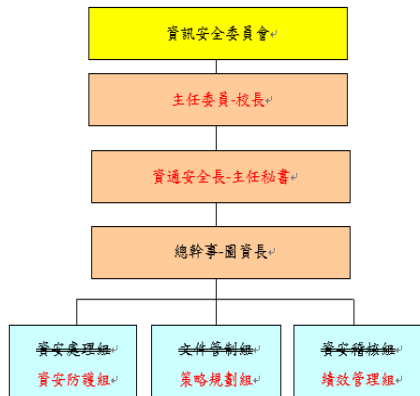 資訊安全委員會
主任委員-校長
資通安全長-主任秘書
總幹事-圖資長
資安處理組
資安防護組
文件管制組
策略規劃組
資安稽核組
績效管理組